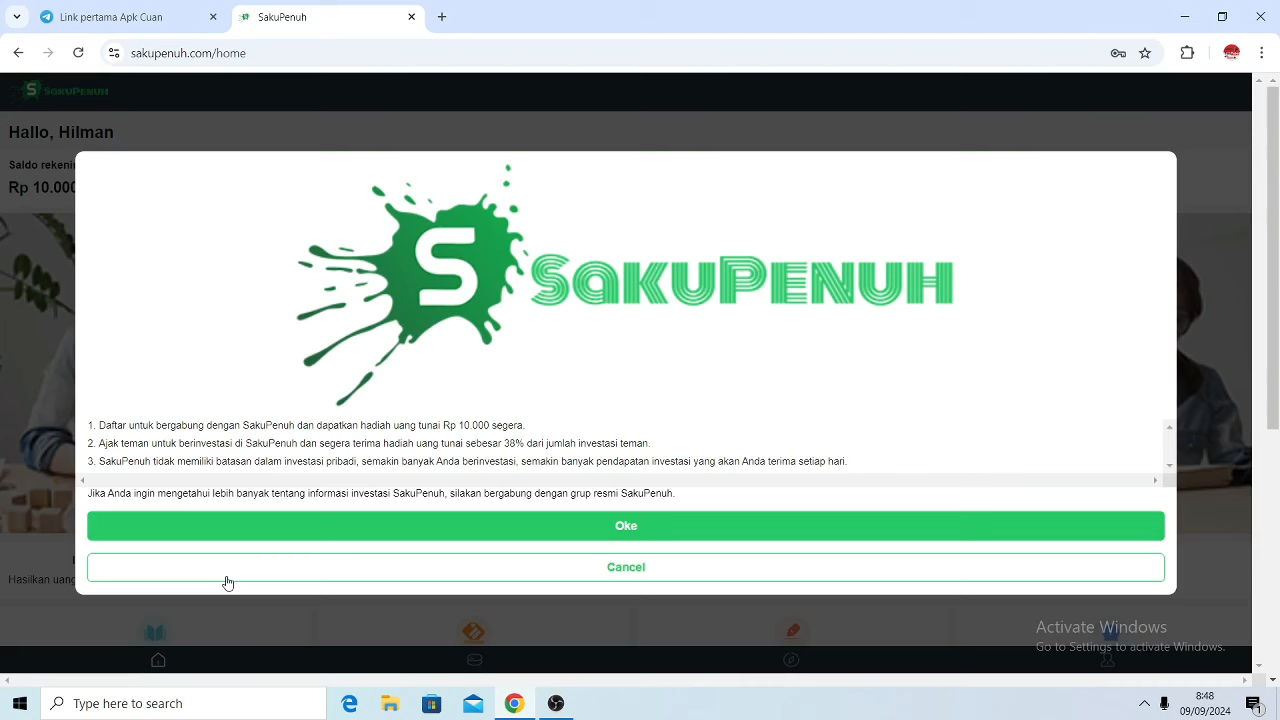 Link pertama Apk Cuan
SakuPenuh
sakupenuh.com/home
S SakuPenuh
Hallo, Hilman
Saldo rekeni
Rp 10.000
S SakuPenuh
1. Daftar untuk bergabung dengan SakuPenuh dan dapatkan hadiah uang tunai Rp 10.000 segera.
2. Ajak teman untuk berinvestasi di SakuPenuh dan segera terima hadiah uang tunai sebesar 38% dari jumlah investasi teman.
3. SakuPenuh tidak memiliki batasan dalam investasi pribadi, semakin banyak Anda berinvestasi, semakin banyak pendapatan investasi yang akan Anda terima setiap hari.
Jika Anda ingin mengetahui lebih banyak tentang informasi investasi SakuPenuh, silakan bergabung dengan grup resmi SakuPenuh.
Oke
Cancel
Hasilkan uang
Activate Windows
Go to Settings to activate Windows.
Type here to search
8:48
09/09/2024
1